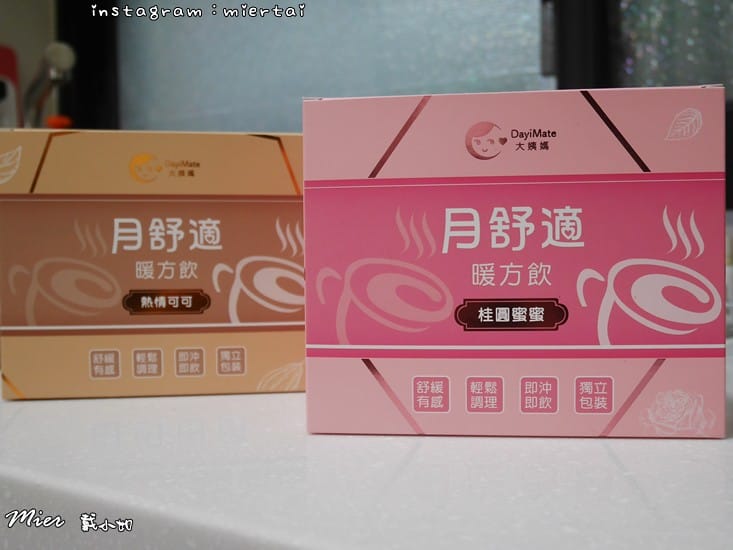 instagram：miertai
DayiMate
大姨媽
月舒適
暖方飲
熱情可可
舒緩
有感
輕鬆
調理
即沖
即飲
獨立
包裝
DayiMate
大姨媽
月舒適
暖方飲
桂圓蜜蜜
舒緩
有感
輕鬆
調理
即沖
即飲
獨立
包裝
Mier 戴小如